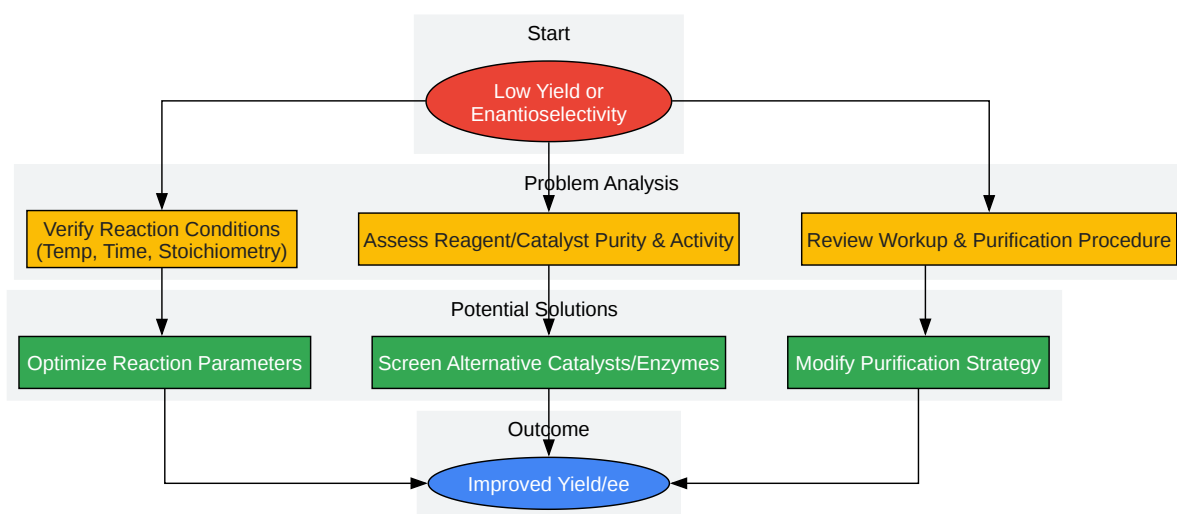 Start
Low Yield or
Enantioselectivity
Problem Analysis
Verify Reaction Conditions
(Temp, Time, Stoichiometry)
Assess Reagent/Catalyst Purity & Activity
Review Workup & Purification Procedure
Potential Solutions
Optimize Reaction Parameters
Screen Alternative Catalysts/Enzymes
Modify Purification Strategy
Outcome
Improved Yield/ee